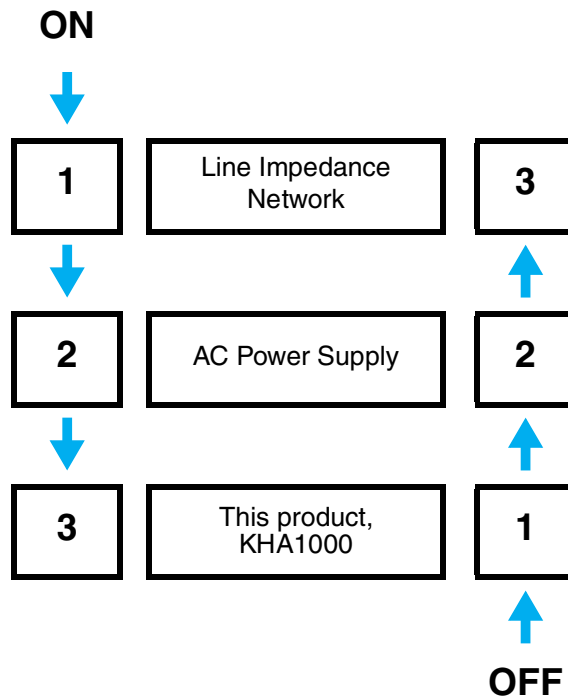 ON
1
Line Impedance
Network
3
2
AC Power Supply
2
3
This product,
KHA1000
1
OFF